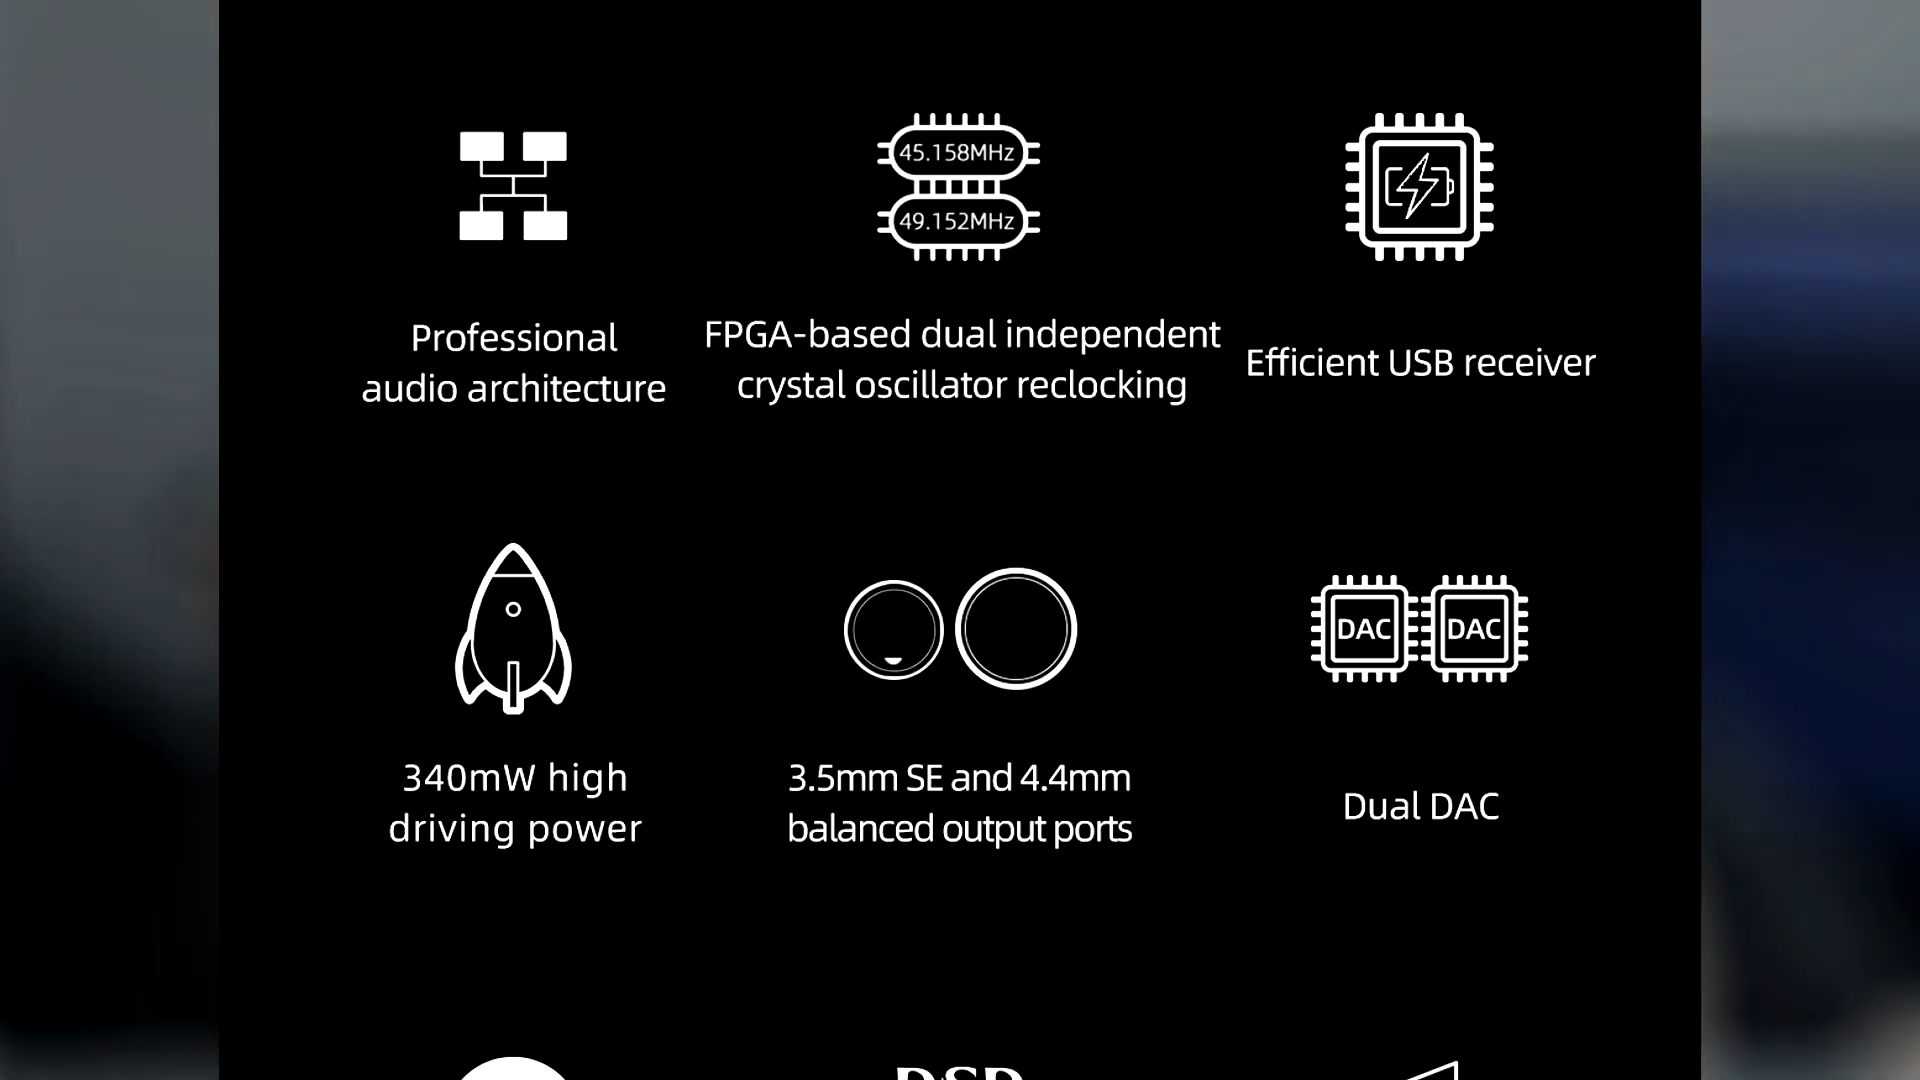 45.158MHz
49.152MHz
Professional
audio architecture
FPGA-based dual independent
crystal oscillator reclocking
Efficient USB receiver
DAC DAC
340mW high
driving power
3.5mm SE and 4.4mm
balanced output ports
Dual DAC
DSD